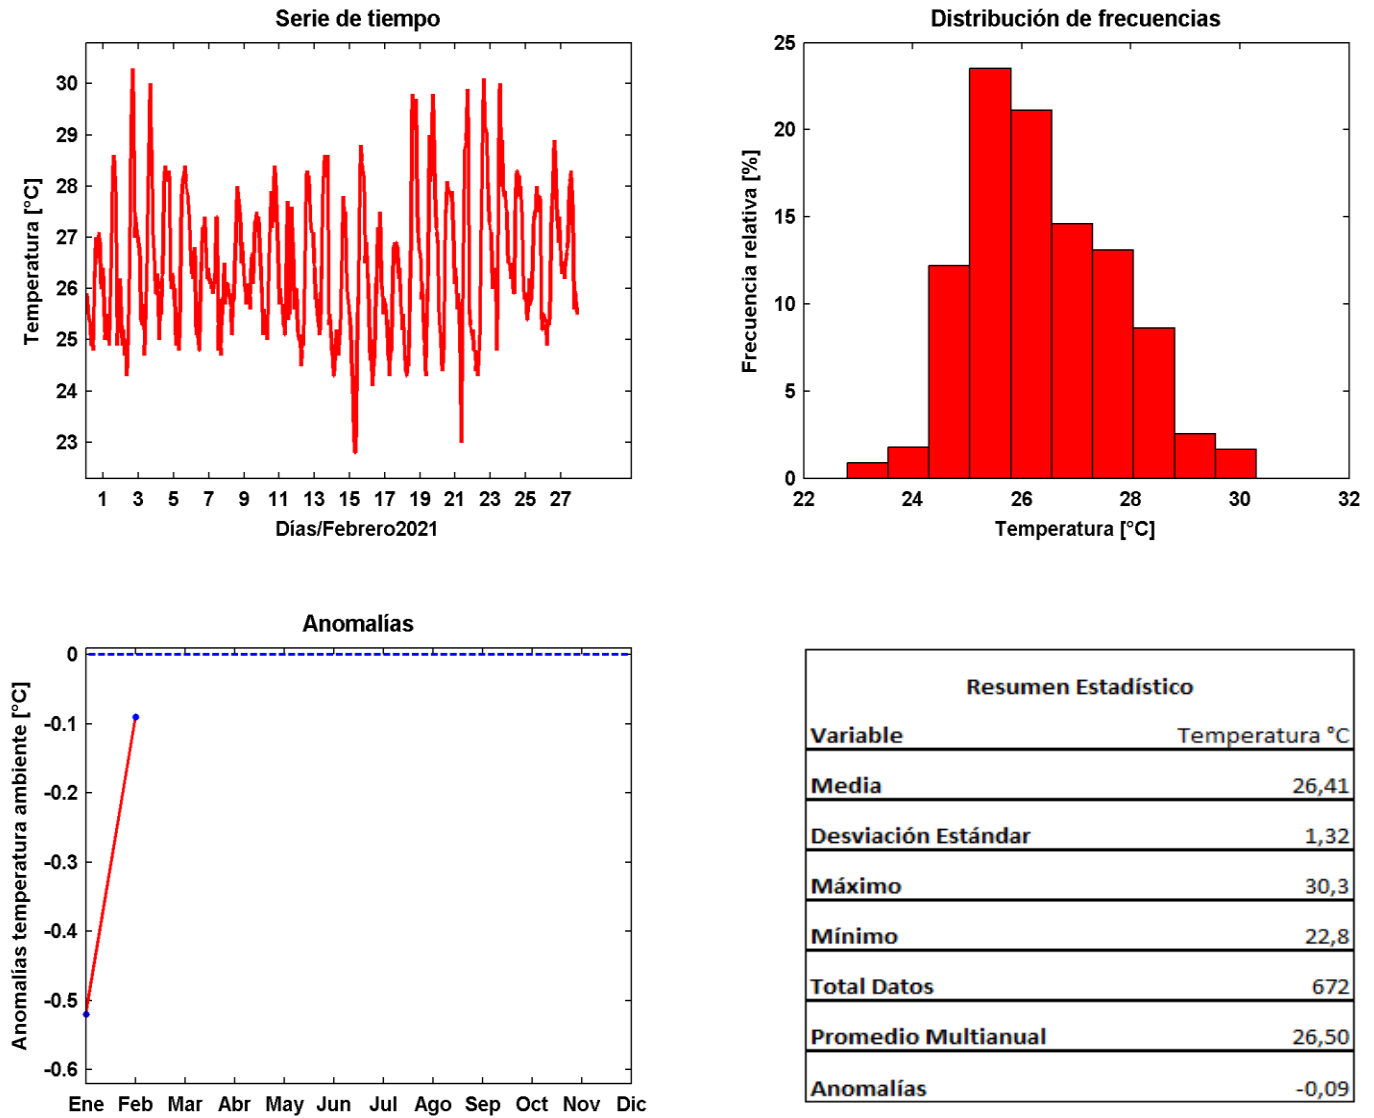 Serie de tiempo
Temperatura [°C]
30
29
28
27
26
25
24
23
1 3 5 7 9 11 13 15 17 19 21 23 25 27
Días/Febrero2021
Distribución de frecuencias
Frecuencia relativa [%]
25
20
15
10
5
0
22 24 26 28 30 32
Temperatura [°C]
Anomalías
Anomalías temperatura ambiente [°C]
0
-0.1
-0.2
-0.3
-0.4
-0.5
-0.6
Ene Feb Mar Abr May Jun Jul Ago Sep Oct Nov Dic
Resumen Estadístico
Variable Temperatura °C
Media 26,41
Desviación Estándar 1,32
Máximo 30,3
Mínimo 22,8
Total Datos 672
Promedio Multianual 26,50
Anomalías -0,09